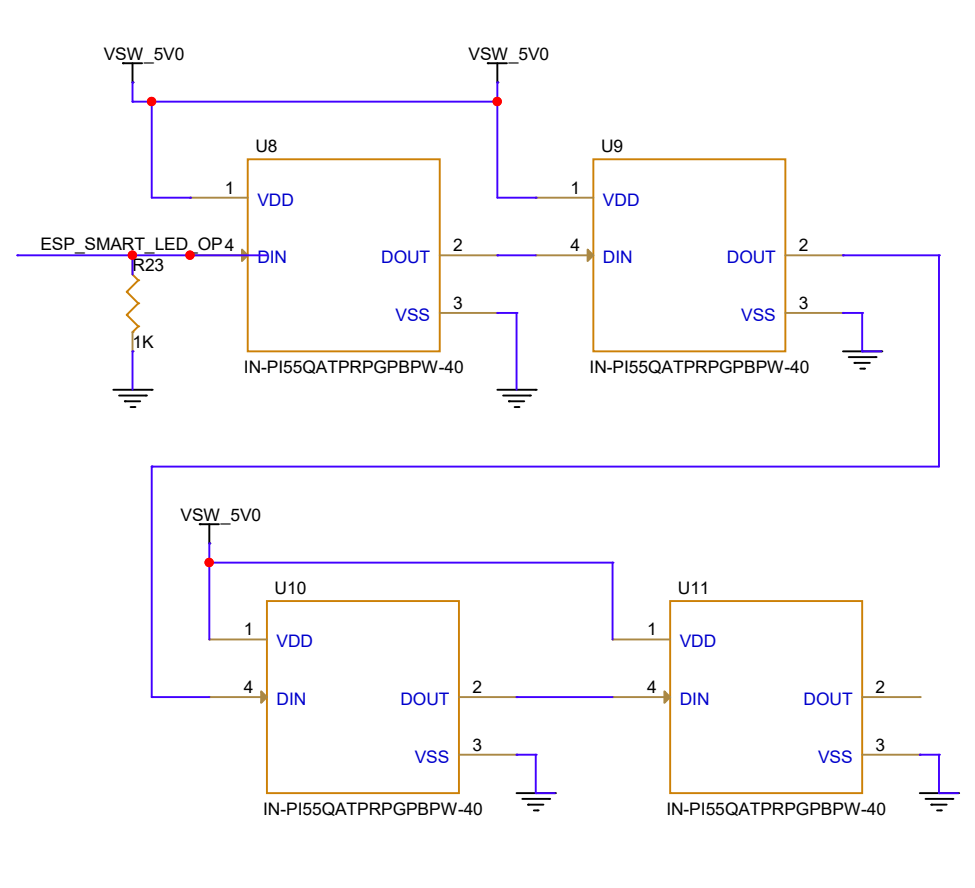 VSW_5V0
VSW_5V0
U8
U9
1
VDD
1
VDD
ESP_SMART_LED_OP
4
DIN
DOUT
2
4
DIN
DOUT
2
R23
VSS
3
VSS
3
1K
IN-PI55QATPRPGPBPW-40
IN-PI55QATPRPGPBPW-40
VSW_5V0
U10
U11
1
VDD
1
VDD
4
DIN
DOUT
2
4
DIN
DOUT
2
VSS
3
VSS
3
IN-PI55QATPRPGPBPW-40
IN-PI55QATPRPGPBPW-40